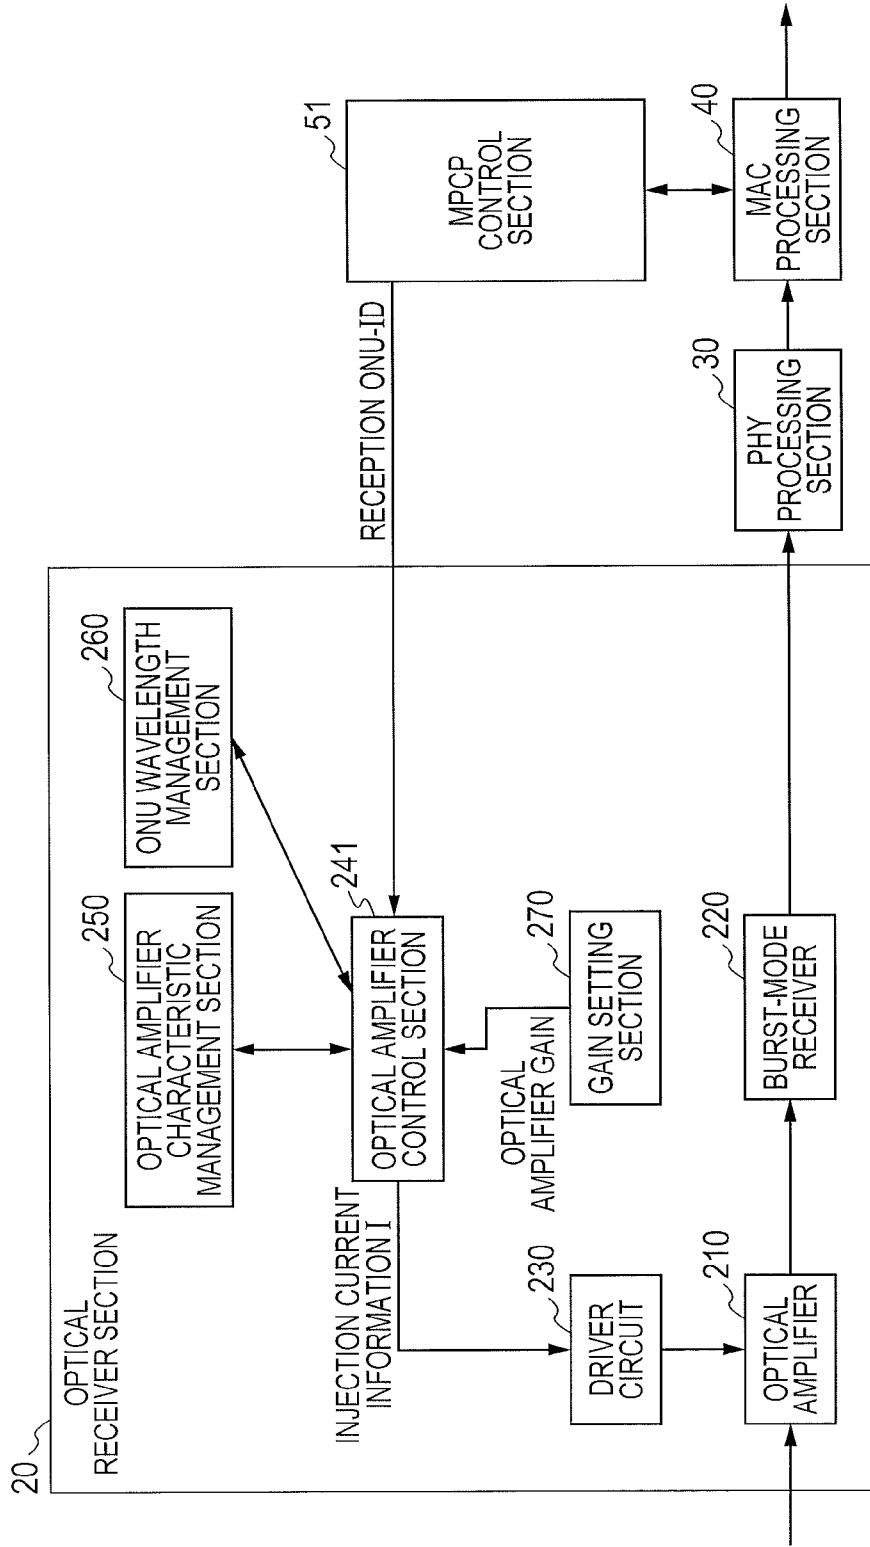 20
OPTICAL
RECEIVER SECTION
250
OPTICAL AMPLIFIER
CHARACTERISTIC
MANAGEMENT SECTION
260
ONU WAVELENGTH
MANAGEMENT
SECTION
INJECTION CURRENT
INFORMATION I
241
OPTICAL AMPLIFIER
CONTROL SECTION
RECEPTION ONU-ID
51
MPCP
CONTROL
SECTION
OPTICAL
AMPLIFIER GAIN
230
DRIVER
CIRCUIT
270
GAIN SETTING
SECTION
210
OPTICAL
AMPLIFIER
220
BURST-MODE
RECEIVER
30
PHY
PROCESSING
SECTION
40
MAC
PROCESSING
SECTION